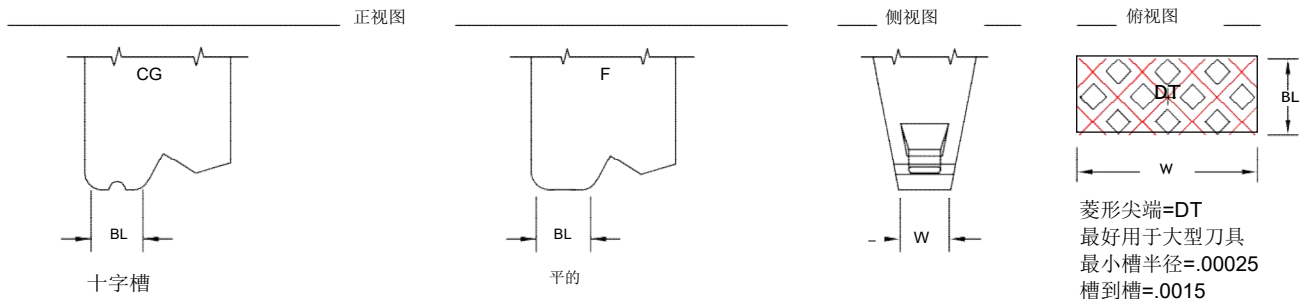 正视图
侧视图
俯视图
CG
F
DT
BL
W
BL
BL
W
十字槽
平的
菱形尖端=DT
最好用于大型刀具
最小槽半径=.00025
槽到槽=.0015